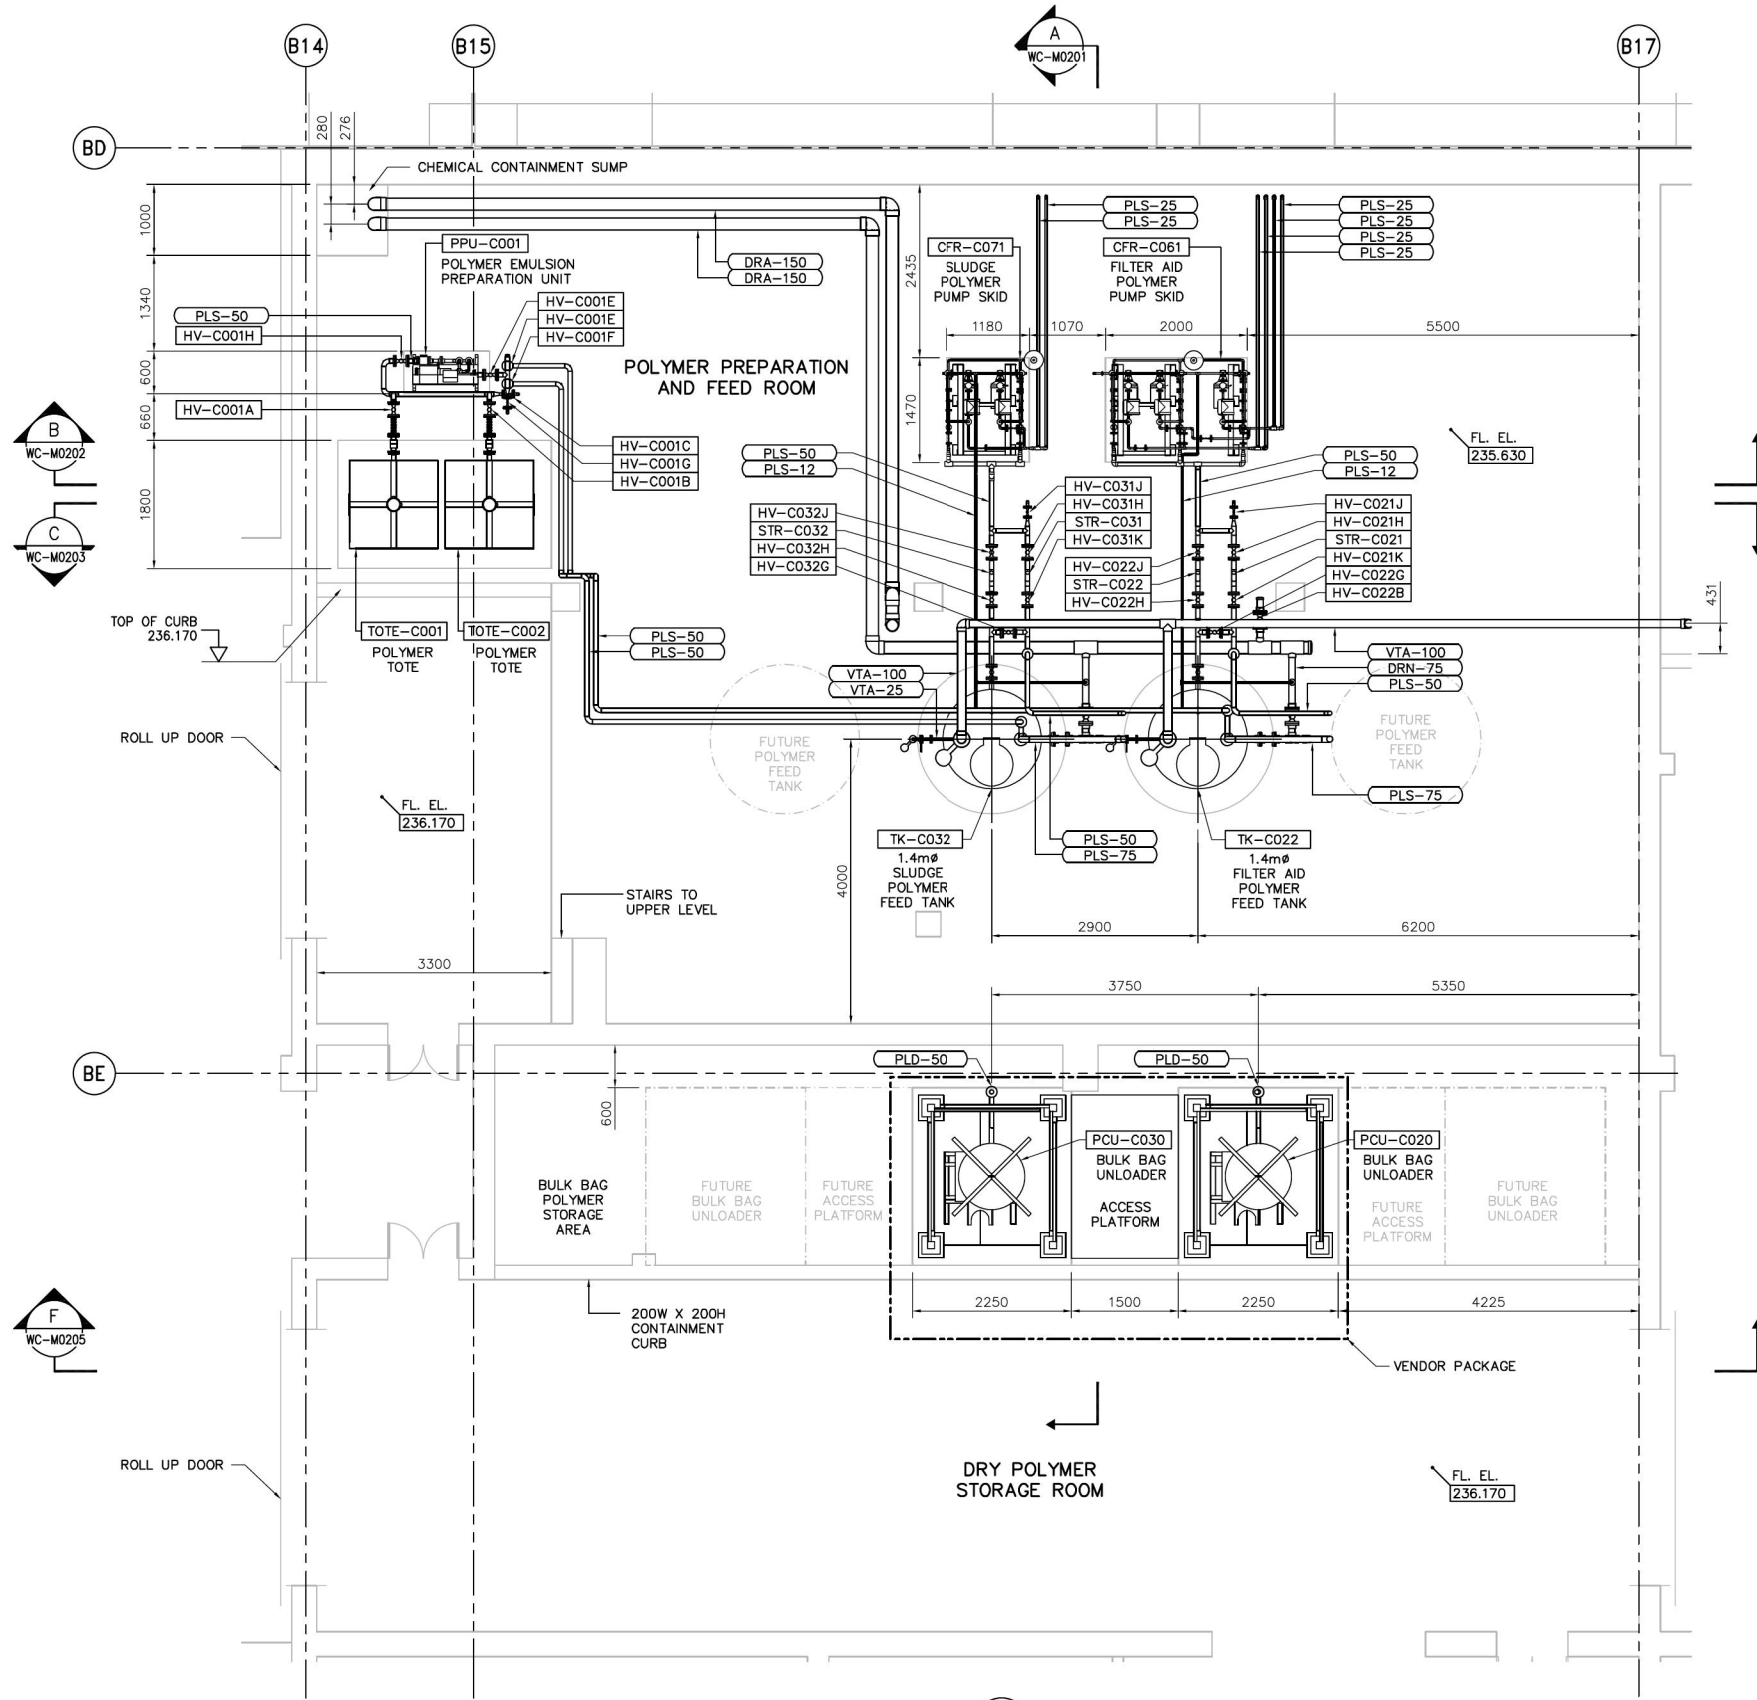 B14
B15
A
WC-M0201
B17
BD
280
276
CHEMICAL CONTAINMENT SUMP
1000
1340
600
660
1800
PPU-C001
POLYMER EMULSION
PREPARATION UNIT
PLS-50
HV-C001H
HV-C001A
HV-C001E
HV-C001E
HV-C001F
HV-C001C
HV-C001G
HV-C001B
DRA-150
DRA-150
POLYMER PREPARATION
AND FEED ROOM
2435
1470
CFR-C071
SLUDGE
POLYMER
PUMP SKID
CFR-C061
FILTER AID
POLYMER
PUMP SKID
PLS-25
PLS-25
PLS-25
PLS-25
PLS-25
PLS-25
1180
1070
2000
5500
B
WC-M0202
C
WC-M0203
FL. EL.
235.630
PLS-50
PLS-12
HV-C032J
STR-C032
HV-C032H
HV-C032G
HV-C031J
HV-C031H
STR-C031
HV-C031K
HV-C022J
STR-C022
HV-C022H
PLS-50
PLS-12
HV-C021J
HV-C021H
STR-C021
HV-C021K
HV-C022G
HV-C022B
431
TOP OF CURB
236.170
TOTE-C001
POLYMER
TOTE
TOTE-C002
POLYMER
TOTE
PLS-50
PLS-50
VTA-100
VTA-25
VTA-100
DRN-75
PLS-50
PLS-75
ROLL UP DOOR
FUTURE
POLYMER
FEED
TANK
FUTURE
POLYMER
FEED
TANK
FL. EL.
236.170
TK-C032
1.4mø
SLUDGE
POLYMER
FEED TANK
PLS-50
PLS-75
TK-C022
1.4mø
FILTER AID
POLYMER
FEED TANK
4000
STAIRS TO
UPPER LEVEL
2900
6200
3300
3750
5350
BE
PLD-50
PLD-50
600
BULK BAG
POLYMER
STORAGE
AREA
FUTURE
BULK BAG
UNLOADER
FUTURE
ACCESS
PLATFORM
PCU-C030
BULK BAG
UNLOADER
ACCESS
PLATFORM
PCU-C020
BULK BAG
UNLOADER
FUTURE
ACCESS
PLATFORM
FUTURE
BULK BAG
UNLOADER
2250
1500
2250
4225
F
WC-M0205
200W X 200H
CONTAINMENT
CURB
VENDOR PACKAGE
ROLL UP DOOR
DRY POLYMER
STORAGE ROOM
FL. EL.
236.170